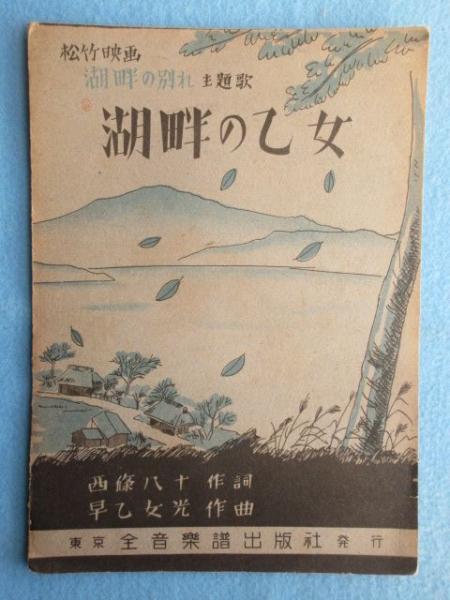 松竹映画
湖畔の別れ 主題歌
湖畔の乙女
西條八十 作詞
早乙女光 作曲
東京 全音樂譜出版社 発行